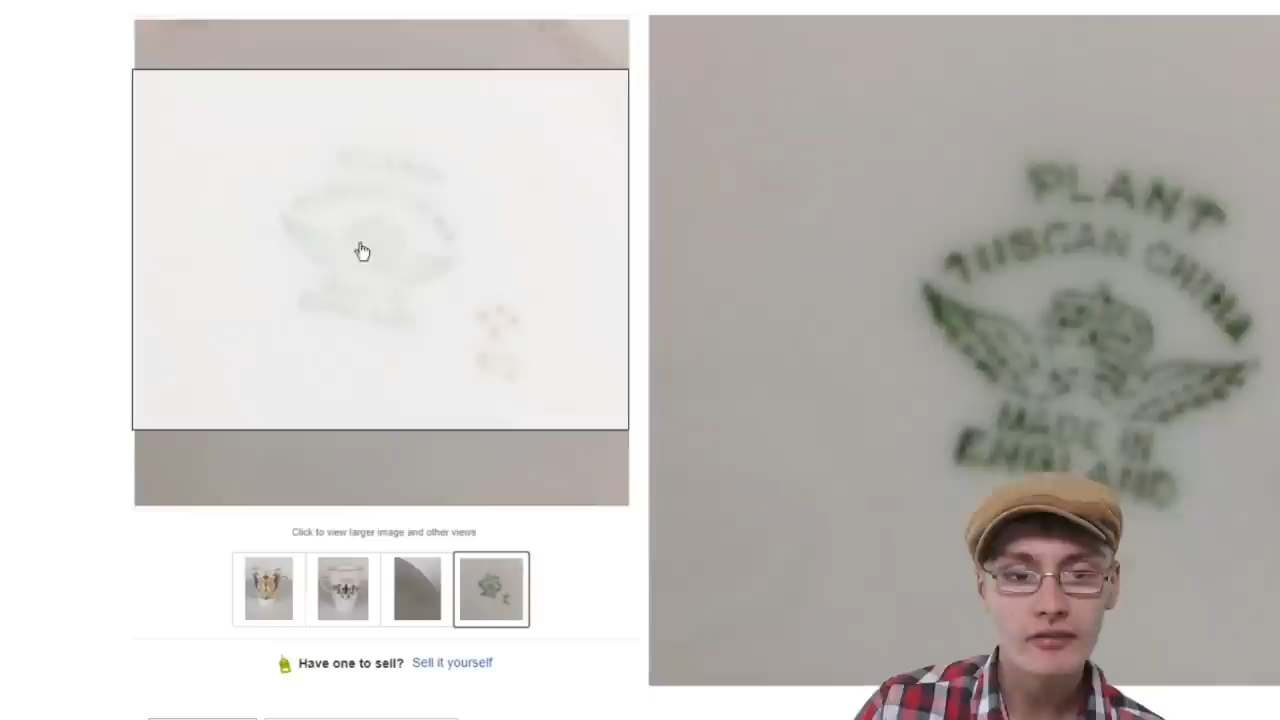 PLANT
TUSCAN CHINA
MADE IN
ENGLAND
Click to view larger image and other views
Have one to sell? Sell it yourself